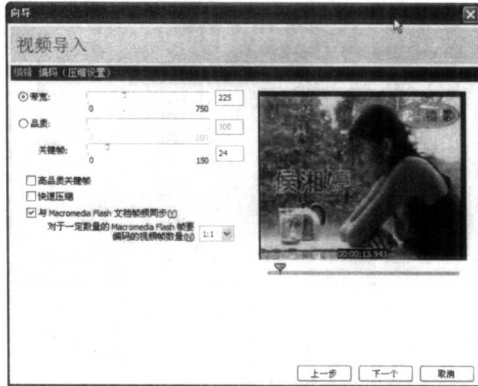 向导
视频导入
编辑 编码（压缩设置）
带宽:
225
0
750
品质:
100
100
关键帧:
24
0
150
高品质关键帧
快速压缩
与 Macromedia Flash 文档帧频同步(Y)
对于一定数量的 Macromedia Flash 帧要
编码的视频帧数量(N)
1:1
侯湘婷
00:00:13.943
上一步
下一个
取消